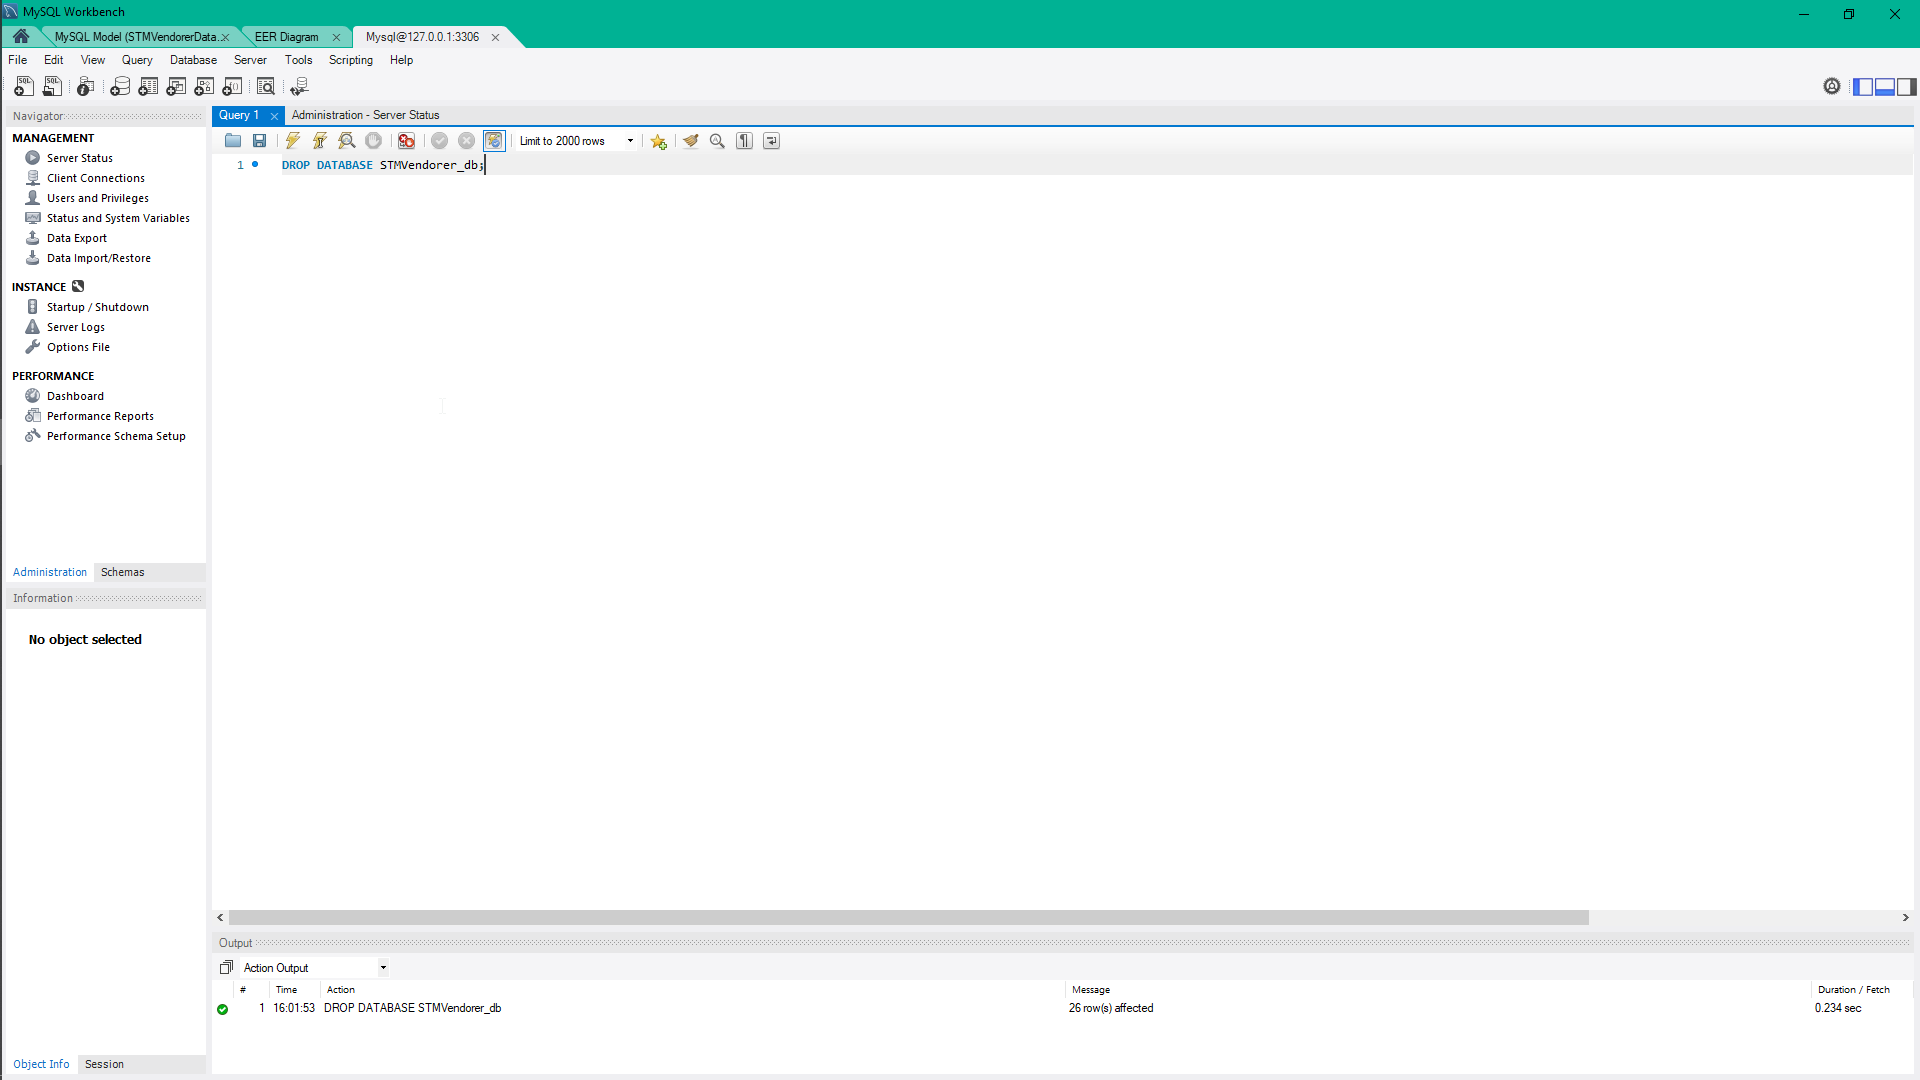 MySQL Workbench
MySQL Model (STMVendorerData...
EER Diagram
Mysql@127.0.0.1:3306
File Edit View Query Database Server Tools Scripting Help
Navigator
Query 1
Administration - Server Status
MANAGEMENT
Server Status
Client Connections
Users and Privileges
Status and System Variables
Data Export
Data Import/Restore
INSTANCE
Startup / Shutdown
Server Logs
Options File
PERFORMANCE
Dashboard
Performance Reports
Performance Schema Setup
Administration Schemas
Information
No object selected
Object Info Session
Limit to 2000 rows
1 DROP DATABASE STMVendorer_db;
Output
Action Output
# Time Action Message Duration / Fetch
1 16:01:53 DROP DATABASE STMVendorer_db 26 row(s) affected 0.234 sec